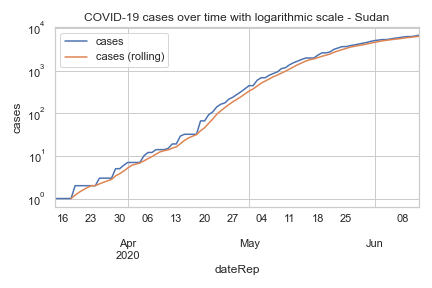 COVID-19 cases over time with logarithmic scale - Sudan
cases
cases (rolling)
10⁴
10³
10²
10¹
10⁰
cases
16 23 30 06 13 20 27 04 11 18 25 08
Apr May Jun
2020
dateRep